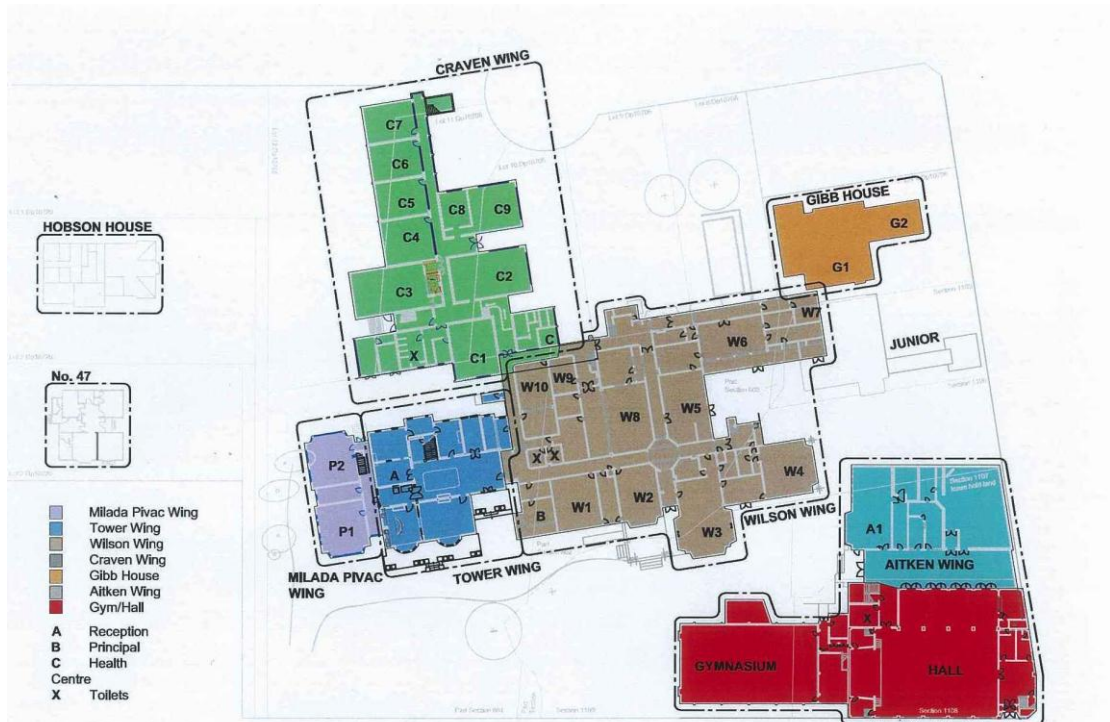 CRAVEN WING
C7
C6
C5
C4
C8
C9
C3
C2
X
C1
C
HOBSON HOUSE
No. 47
GIBB HOUSE
G2
G1
JUNIOR
W7
W6
W10
W9
W8
W5
X
X
W4
B
W1
W2
W3
WILSON WING
P2
P1
A
MILADA PIVAC
WING
TOWER WING
A1
AITKEN WING
X
GYMNASIUM
HALL
Section 1108
Milada Pivac Wing
Tower Wing
Wilson Wing
Craven Wing
Gibb House
Aitken Wing
Gym/Hall
A Reception
B Principal
C Health
Centre
X Toilets